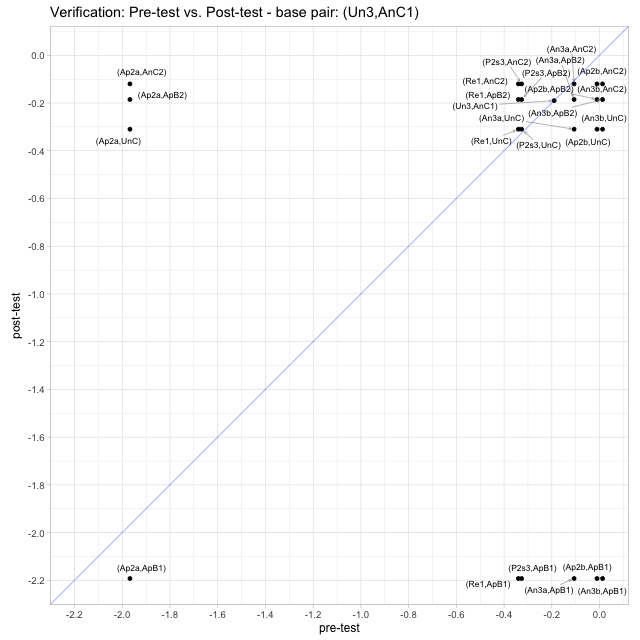 Verification: Pre-test vs. Post-test - base pair: (Un3,AnC1)
(An3a,AnC2)
0.0
(P2s3,AnC2)
(An3a,ApB2)
(Ap2a,AnC2)
(P2s3,ApB2)
(Ap2b,AnC2)
(Re1,AnC2)
(Ap2b,ApB2)
(An3b,AnC2)
(Ap2a,ApB2)
(Re1,ApB2)
-0.2
(Un3,AnC1)
(An3b,ApB2)
(An3a,UnC)
(An3b,UnC)
(Ap2a,UnC)
(Re1,UnC)
(P2s3,UnC)
(Ap2b,UnC)
-0.4
-0.6
-0.8
-1.0
-1.2
post-test
-1.4
-1.6
-1.8
-2.0
(Ap2a,ApB1)
(P2s3,ApB1)
(Ap2b,ApB1)
-2.2
(Re1,ApB1)
(An3a,ApB1)
(An3b,ApB1)
-2.2 -2.0 -1.8 -1.6 -1.4 -1.2 -1.0 -0.8 -0.6 -0.4 -0.2 0.0
pre-test